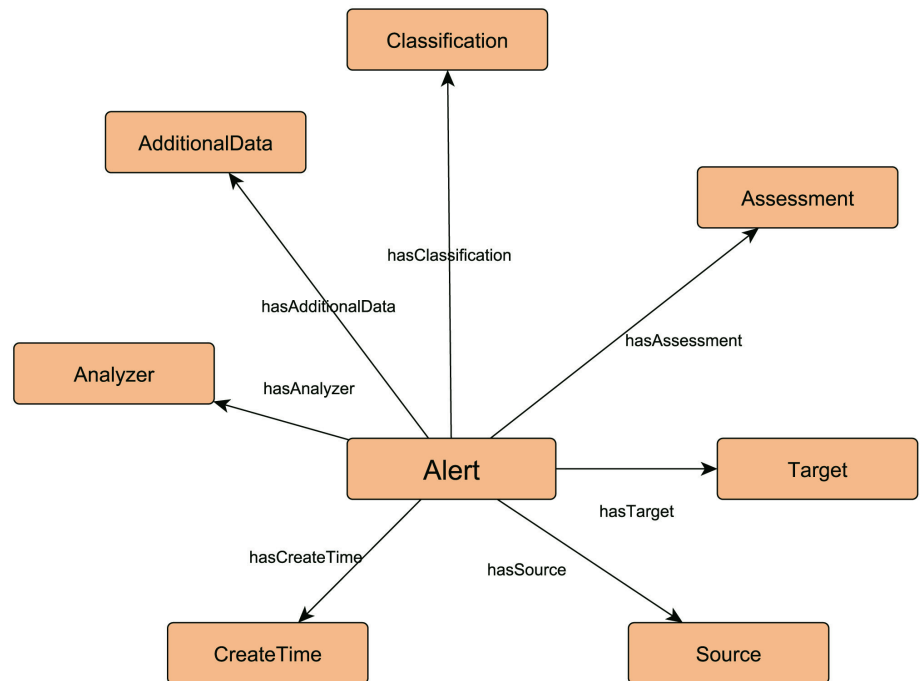 Classification
AdditionalData
Assessment
hasClassification
hasAdditionalData
hasAssessment
Analyzer
hasAnalyzer
Alert
Target
hasTarget
hasCreateTime
hasSource
CreateTime
Source